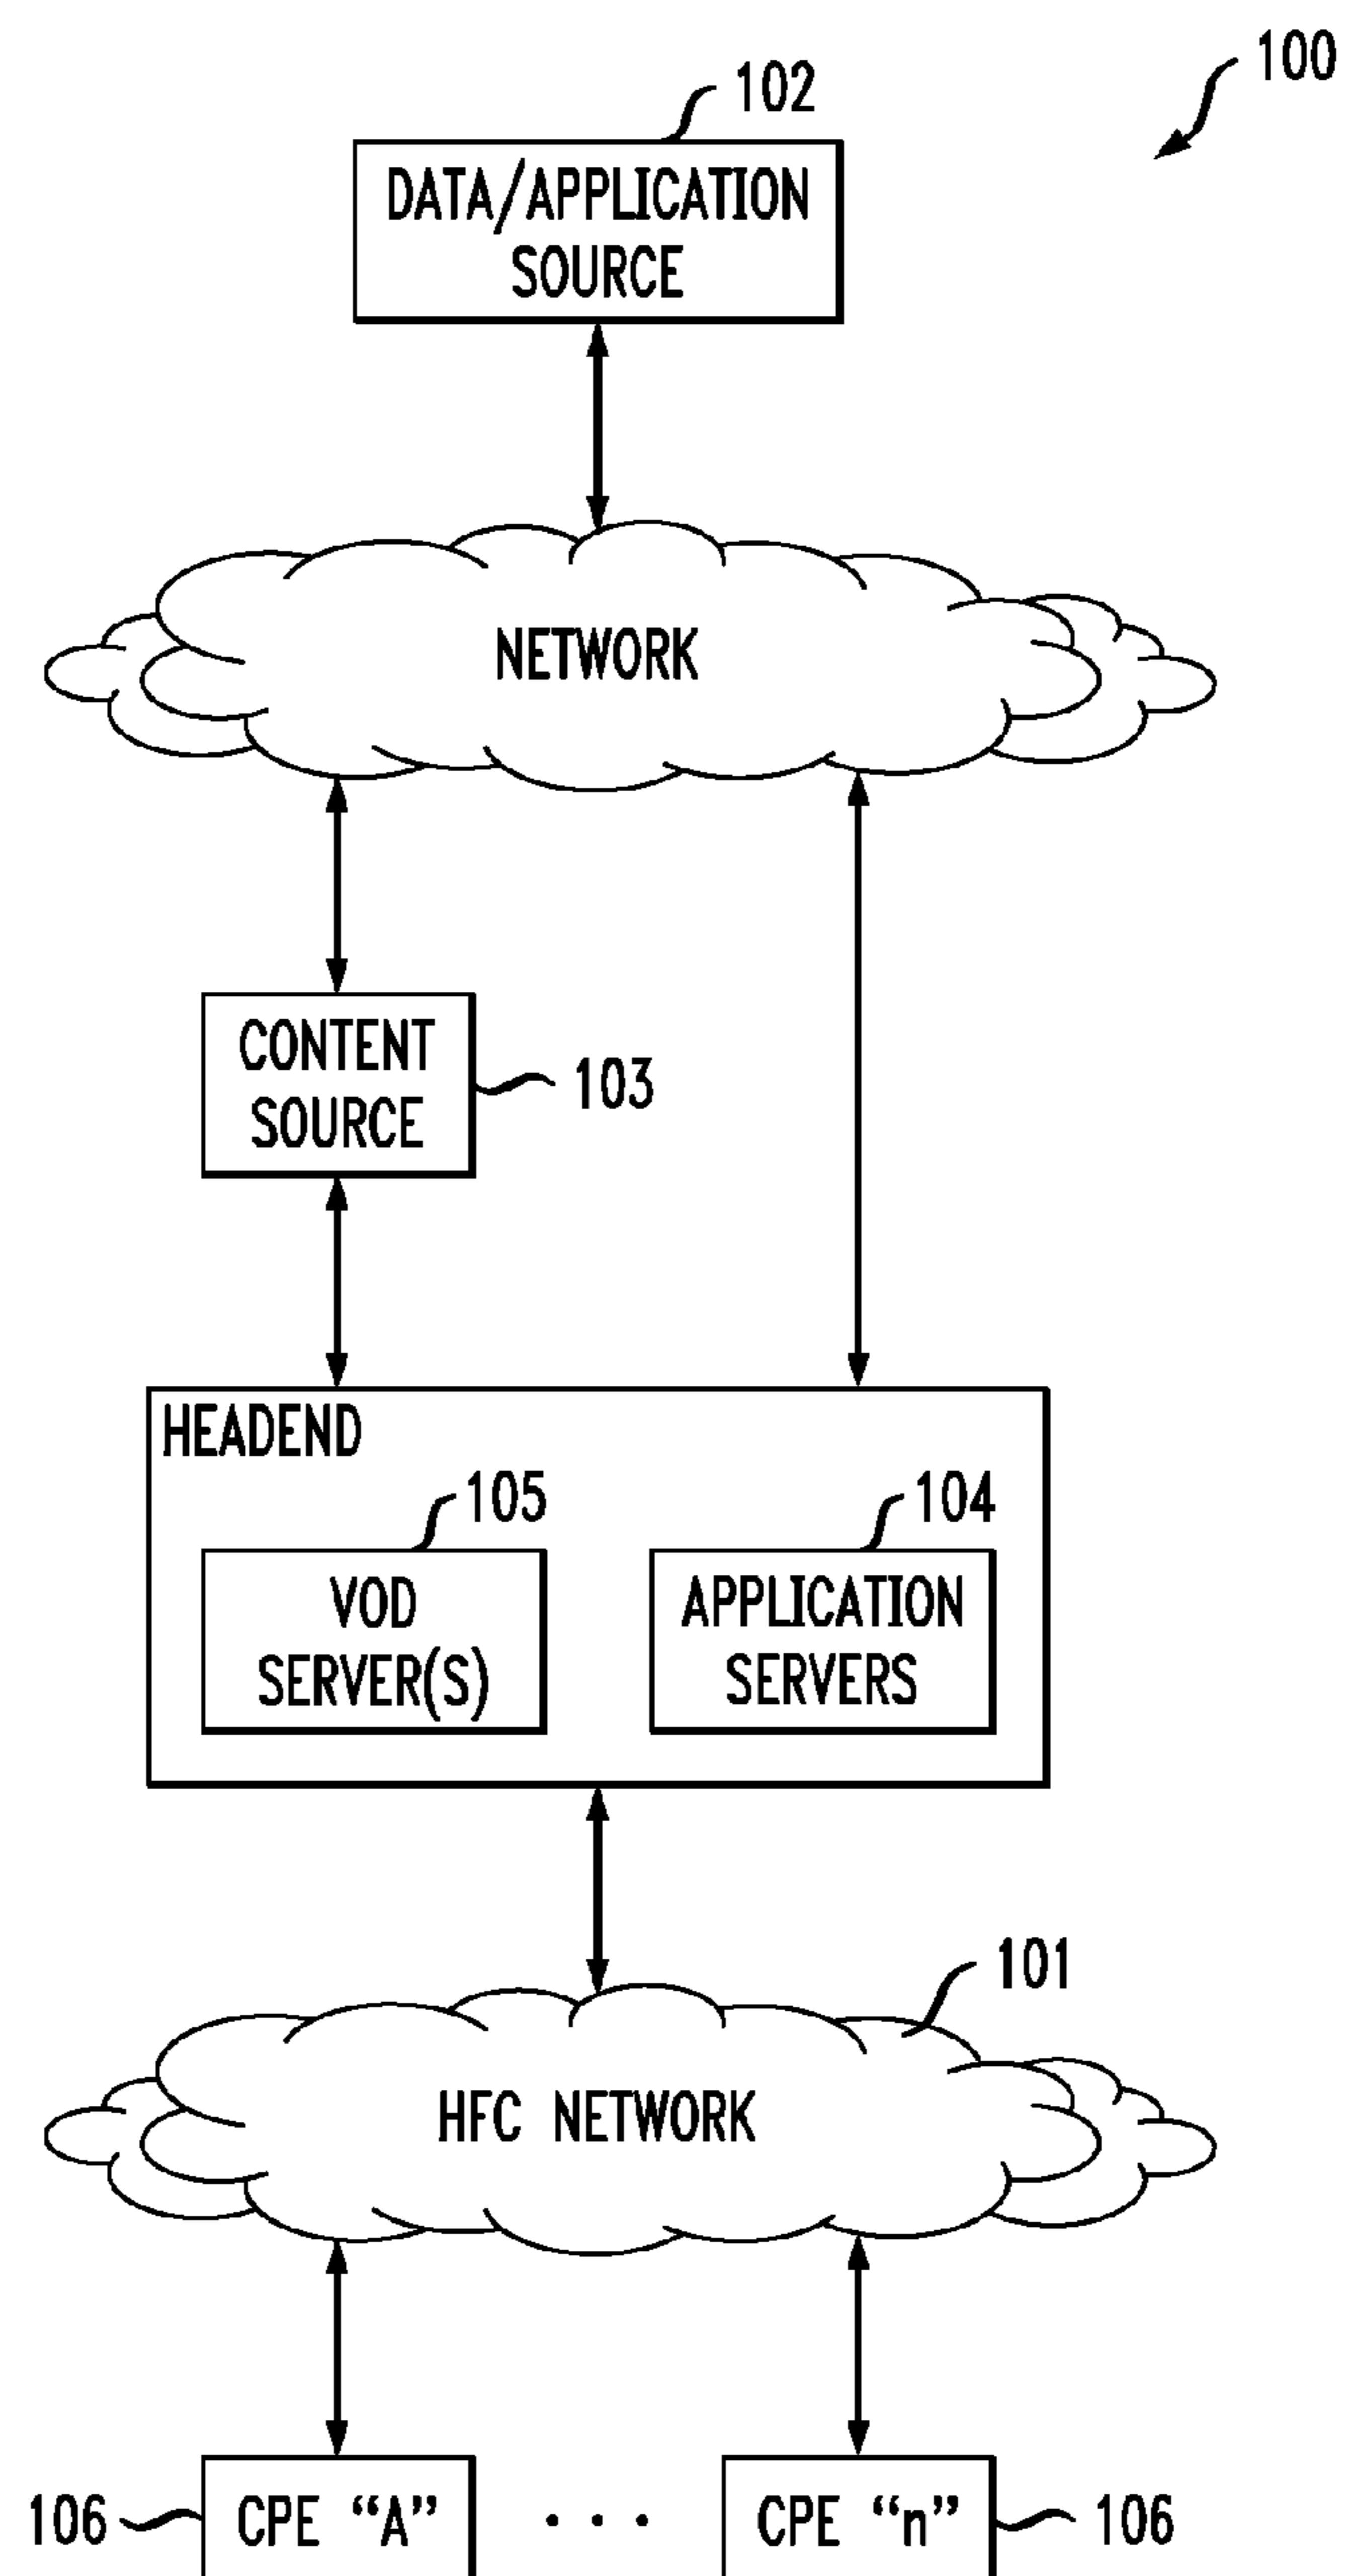 100
102
DATA/APPLICATION
SOURCE
NETWORK
CONTENT
SOURCE
103
HEADEND
105
104
VOD
SERVER(S)
APPLICATION
SERVERS
101
HFC NETWORK
106
CPE “A”
...
CPE “n”
106